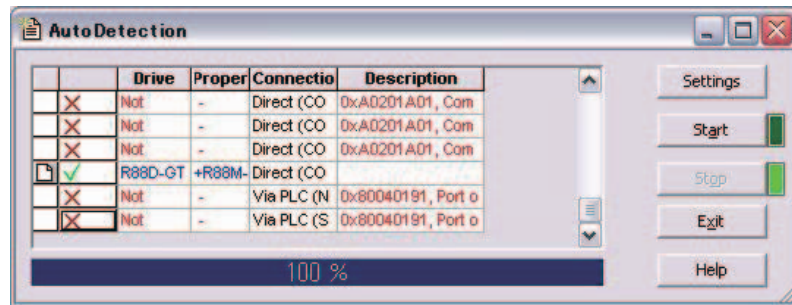 AutoDetection
Drive Proper Connectio Description
Not - Direct (CO 0xA0201A01, Com
Not - Direct (CO 0xA0201A01, Com
Not - Direct (CO 0xA0201A01, Com
R88D-GT +R88M- Direct (CO
Not - Via PLC (N 0x80040191, Port o
Not - Via PLC (S 0x80040191, Port o
100 %
Settings
Start
Stop
Exit
Help